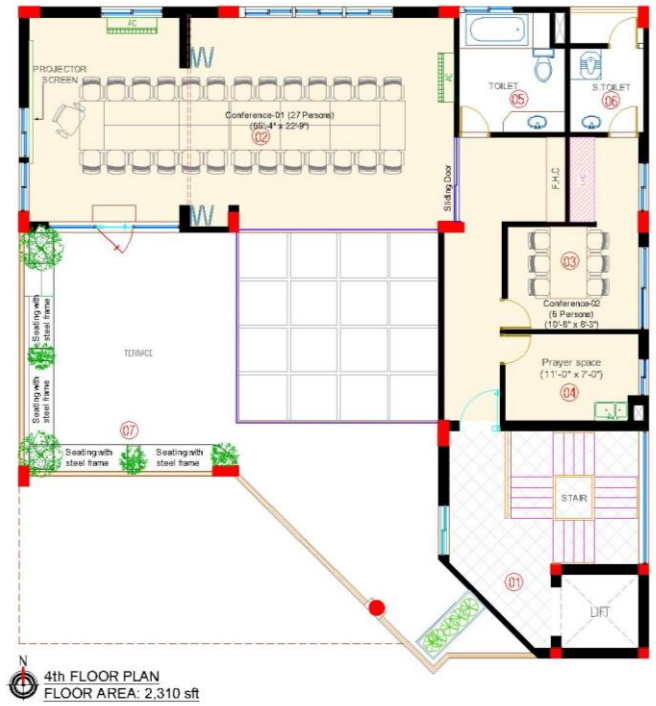 AC
PROJECTOR
SCREEN
Conference-01 (27 Persons)
(55'-4" x 22'-9")
02
AC
TOILET
05
S.TOILET
06
Sliding Door
F.H.C
03
Conference-02
(6 Persons)
(10'-8" x 8'-3")
Prayer space
(11'-0" x 7'-0")
04
Seating with
steel frame
Seating with
steel frame
TERRACE
07
Seating with
steel frame
Seating with
steel frame
STAIR
01
LIFT
N
4th FLOOR PLAN
FLOOR AREA: 2,310 sft